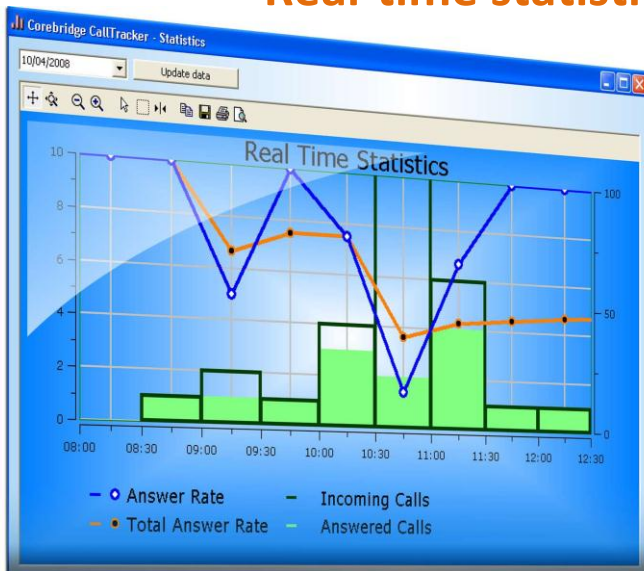 Real time statisti
Corebridge CallTracker - Statistics
10/04/2008
Update data
Real Time Statistics
10
8
6
4
2
0
100
50
0
08:00 08:30 09:00 09:30 10:00 10:30 11:00 11:30 12:00 12:30
Answer Rate
Incoming Calls
Total Answer Rate
Answered Calls